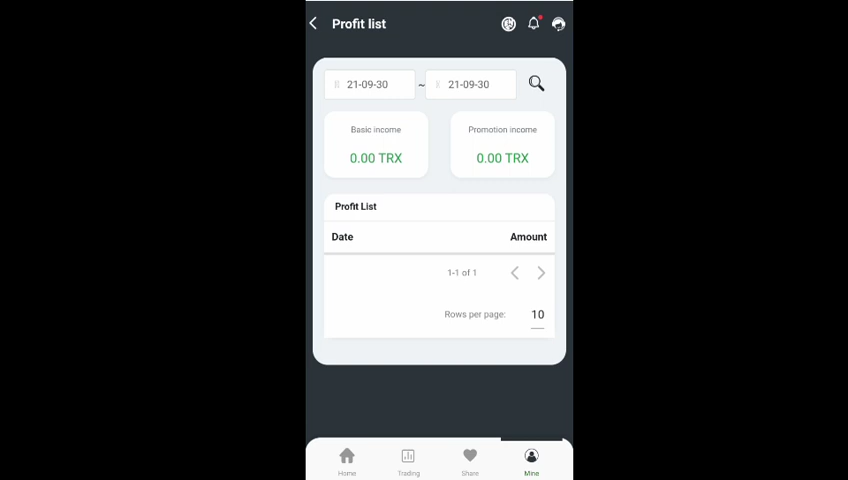 Profit list
21-09-30 ~ 21-09-30
Basic income Promotion income
0.00 TRX 0.00 TRX
Profit List
Date Amount
1-1 of 1
Rows per page: 10
Home Trading Share Mine